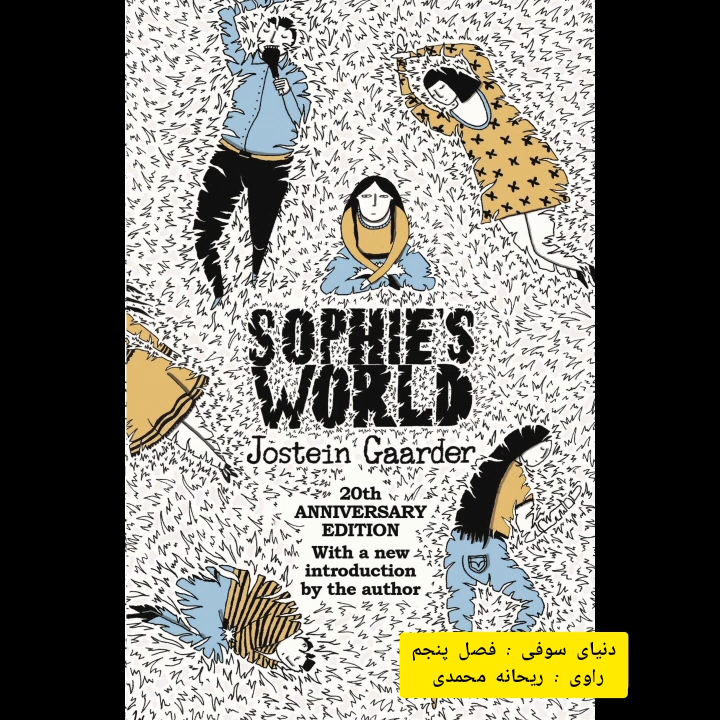 SOPHIE'S
WORLD
Jostein Gaarder
20th
ANNIVERSARY
EDITION
With a new
introduction
by the author
دنیای سوفی : فصل پنجم
راوی : ریحانه محمدی